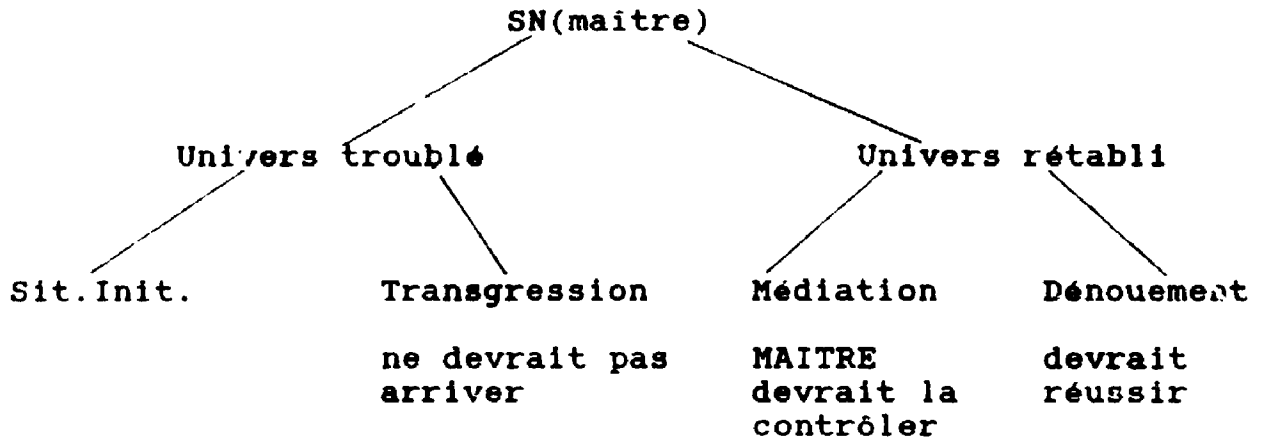 SN(maitre)
Univers troublé Univers rétabli
Sit.Init. Transgression Médiation Dénouement
ne devrait pas MAITRE devrait
arriver devrait la réussir
contrôler